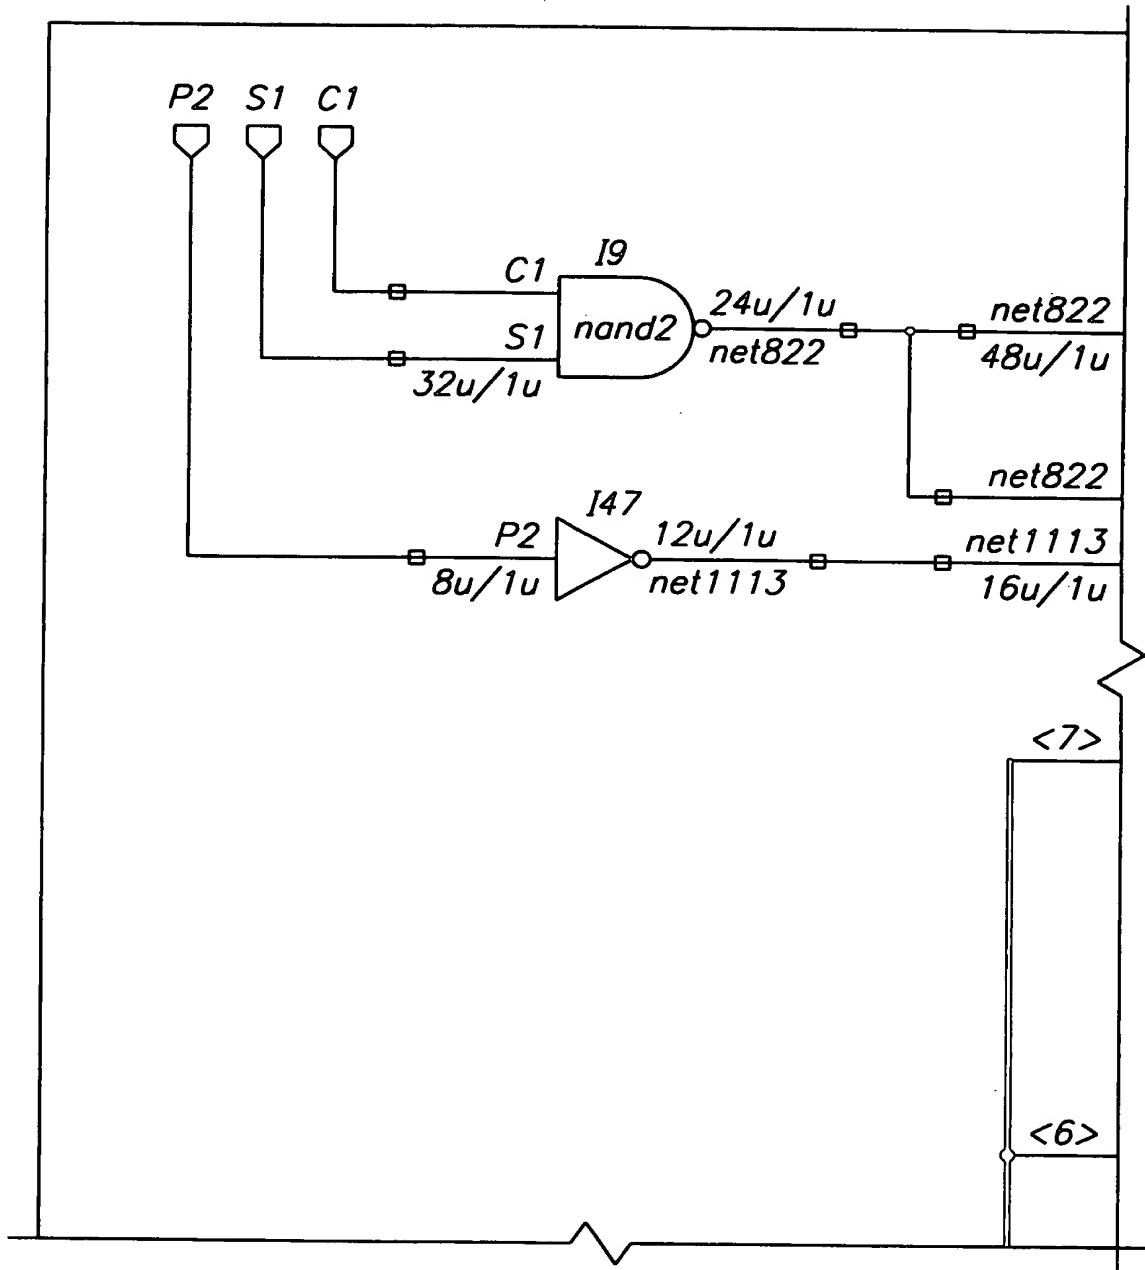 P2 S1 C1
I9
C1
nand2
S1
32u/1u
24u/1u
net822
net822
48u/1u
net822
I47
P2
8u/1u
12u/1u
net1113
net1113
16u/1u
<7>
<6>